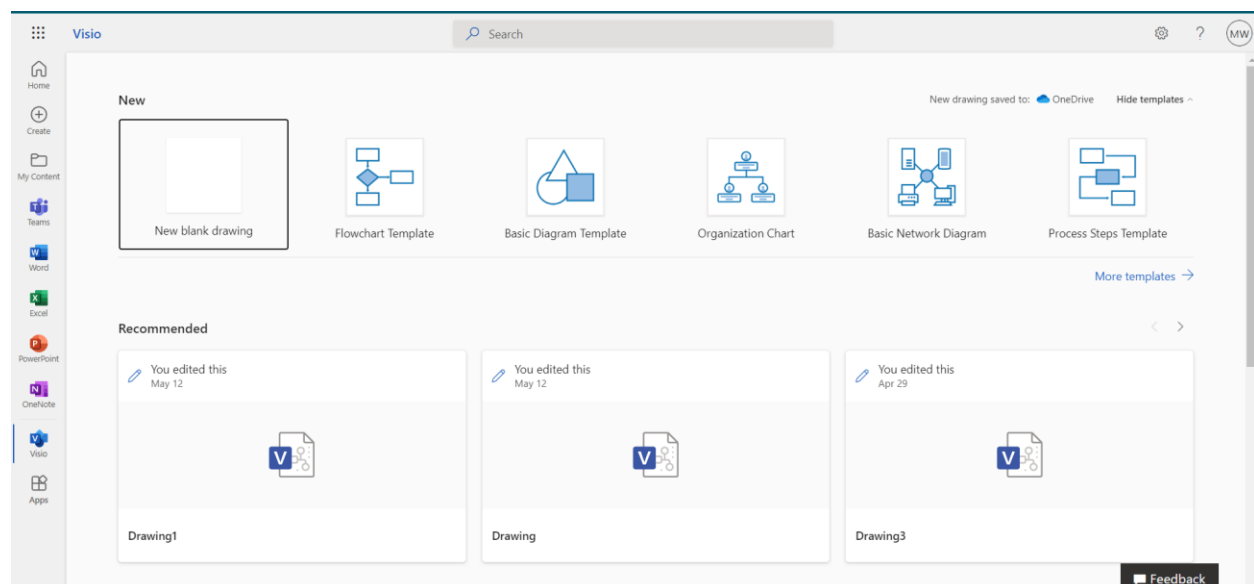 Visio
Search
MW
Home
Create
My Content
Teams
Word
Excel
PowerPoint
OneNote
Visio
Apps
New
New drawing saved to: OneDrive Hide templates
New blank drawing
Flowchart Template
Basic Diagram Template
Organization Chart
Basic Network Diagram
Process Steps Template
More templates
Recommended
You edited this
May 12
Drawing1
You edited this
May 12
Drawing
You edited this
Apr 29
Drawing3
Feedback